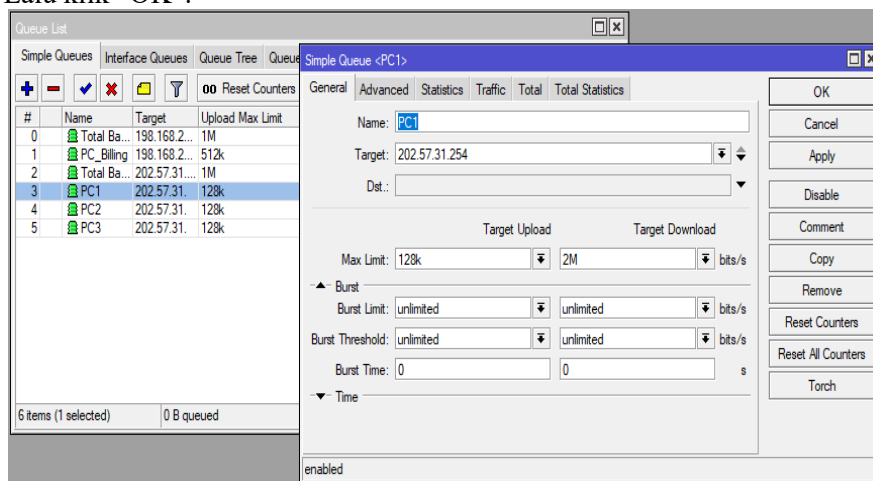 Lalu klik "OK".
Queue List
Simple Queues Interface Queues Queue Tree Queue
00 Reset Counters
# Name Target Upload Max Limit
0 Total Ba... 198.168.2... 1M
1 PC_Billing 198.168.2... 512k
2 Total Ba... 202.57.31.... 1M
3 PC1 202.57.31. 128k
4 PC2 202.57.31. 128k
5 PC3 202.57.31. 128k
6 items (1 selected) 0 B queued
Simple Queue <PC1>
General Advanced Statistics Traffic Total Total Statistics
Name: PC1
Target: 202.57.31.254
Dst.:
Target Upload Target Download
Max Limit: 128k 2M bits/s
Burst
Burst Limit: unlimited unlimited bits/s
Burst Threshold: unlimited unlimited bits/s
Burst Time: 0 0 s
Time
enabled
OK
Cancel
Apply
Disable
Comment
Copy
Remove
Reset Counters
Reset All Counters
Torch